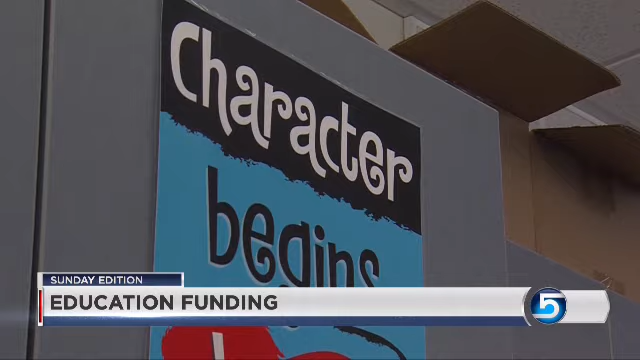 Character
begins
SUNDAY EDITION
EDUCATION FUNDING
5